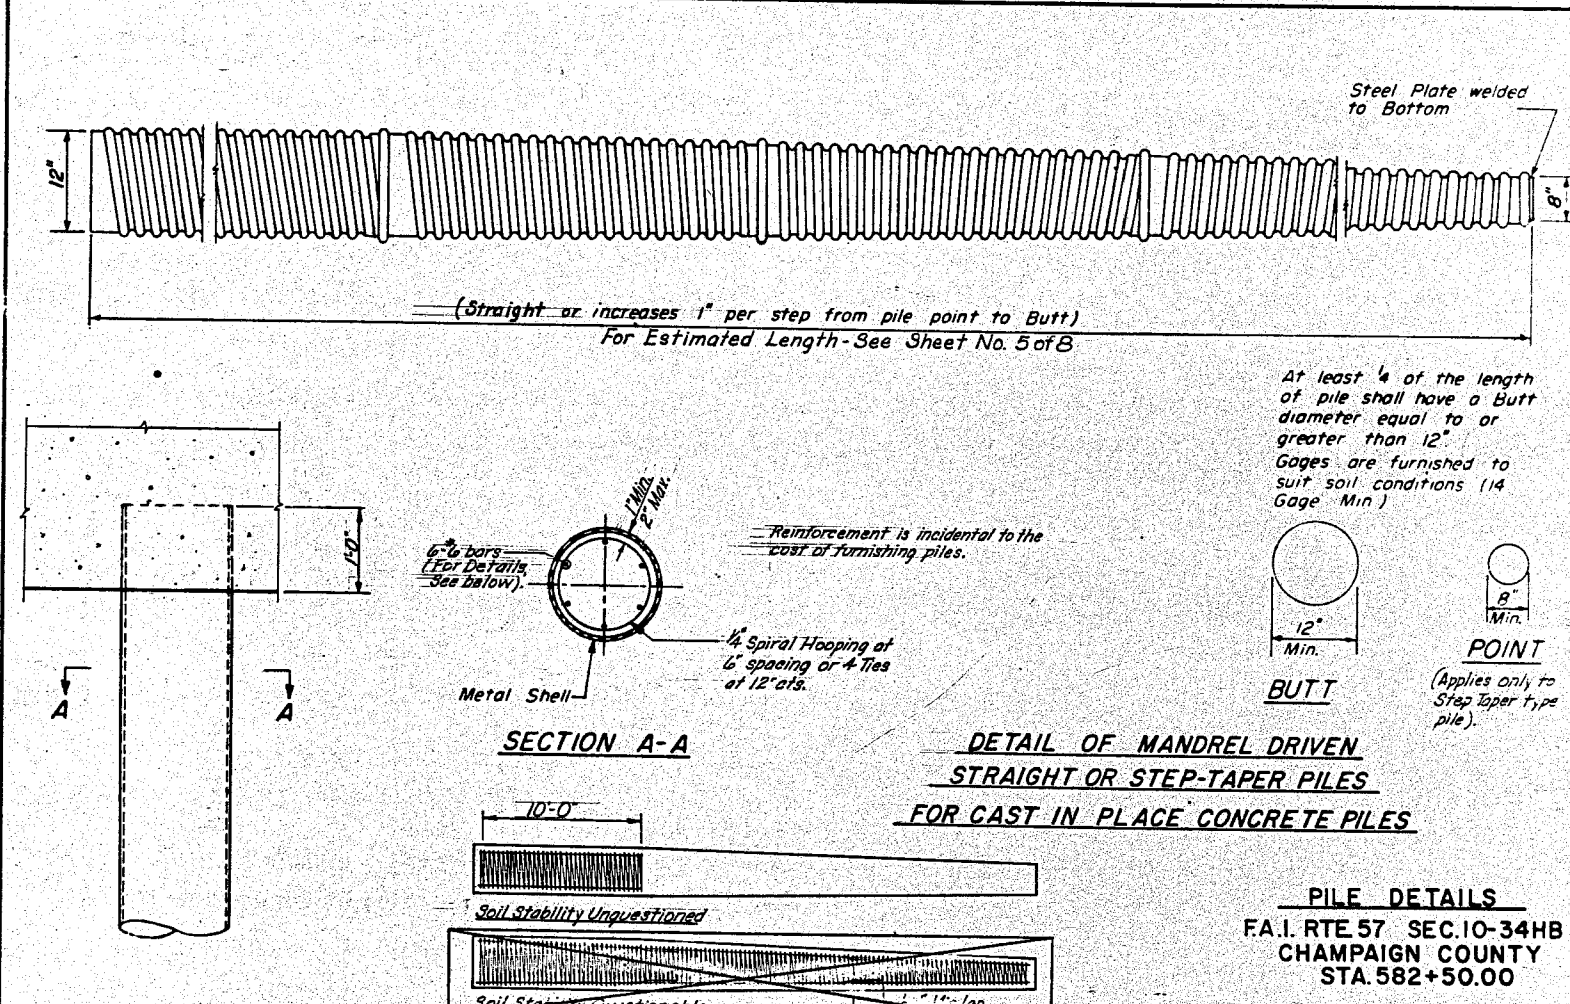 Steel Plate welded
to Bottom
12"
8"
(Straight or increases 1" per step from pile point to Butt)
For Estimated Length-See Sheet No. 5 of 8
At least 1/4 of the length
of pile shall have a Butt
diameter equal to or
greater than 12".
Gages are furnished to
suit soil conditions (14
Gage Min)
1'-0"
A
A
1" Min.
2" Max.
6-#6 bars
(For Details,
See below).
Reinforcement is incidental to the
cost of furnishing piles.
1/4" Spiral Hooping at
6" spacing or 4 Ties
at 12" cts.
Metal Shell
SECTION A-A
12"
Min.
BUTT
8"
Min.
POINT
(Applies only to
Step Taper type
pile).
DETAIL OF MANDREL DRIVEN
STRAIGHT OR STEP-TAPER PILES
FOR CAST IN PLACE CONCRETE PILES
10'-0"
Soil Stability Unquestioned
PILE DETAILS
F.A.I. RTE. 57 SEC. 10-34HB
CHAMPAIGN COUNTY
STA. 582+50.00
Soil